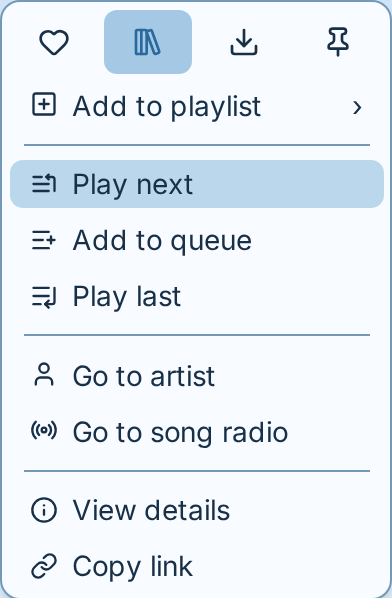 Add to playlist
Play next
Add to queue
Play last
Go to artist
Go to song radio
View details
Copy link